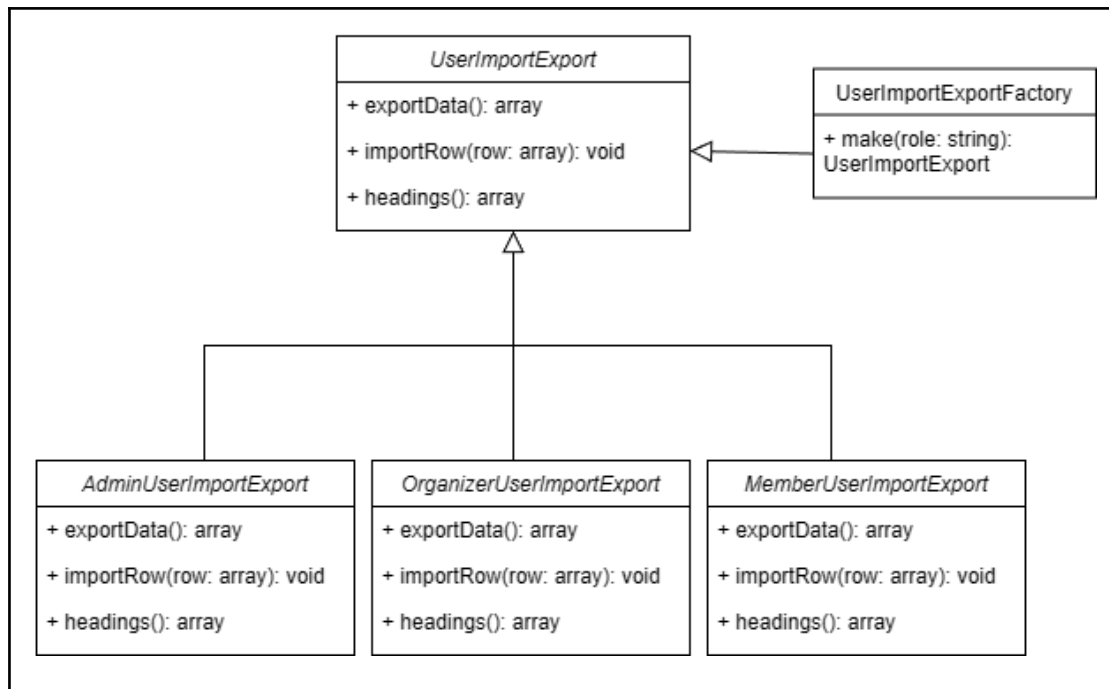 UserImportExport
+ exportData(): array
+ importRow(row: array): void
+ headings(): array
UserImportExportFactory
+ make(role: string):
UserImportExport
AdminUserImportExport
+ exportData(): array
+ importRow(row: array): void
+ headings(): array
OrganizerUserImportExport
+ exportData(): array
+ importRow(row: array): void
+ headings(): array
MemberUserImportExport
+ exportData(): array
+ importRow(row: array): void
+ headings(): array